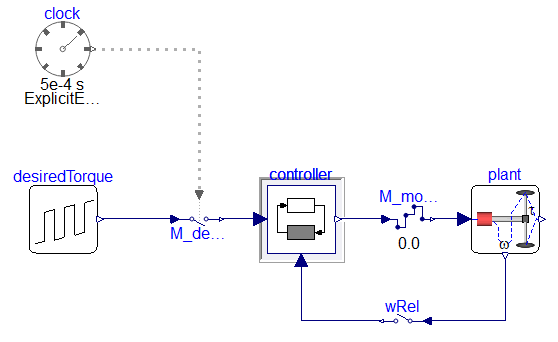 clock
5e-4 s
ExplicitE...
desiredTorque
controller
plant
M_mo...
τ
M_de...
0.0
ω
wRel